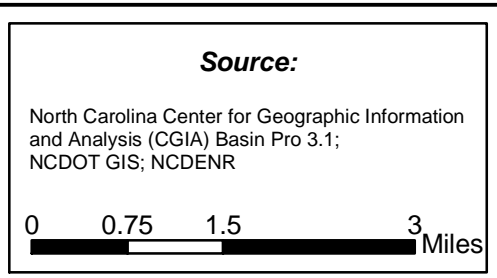 Source:
North Carolina Center for Geographic Information
and Analysis (CGIA) Basin Pro 3.1;
NCDOT GIS; NCDENR
0 0.75 1.5 3
Miles